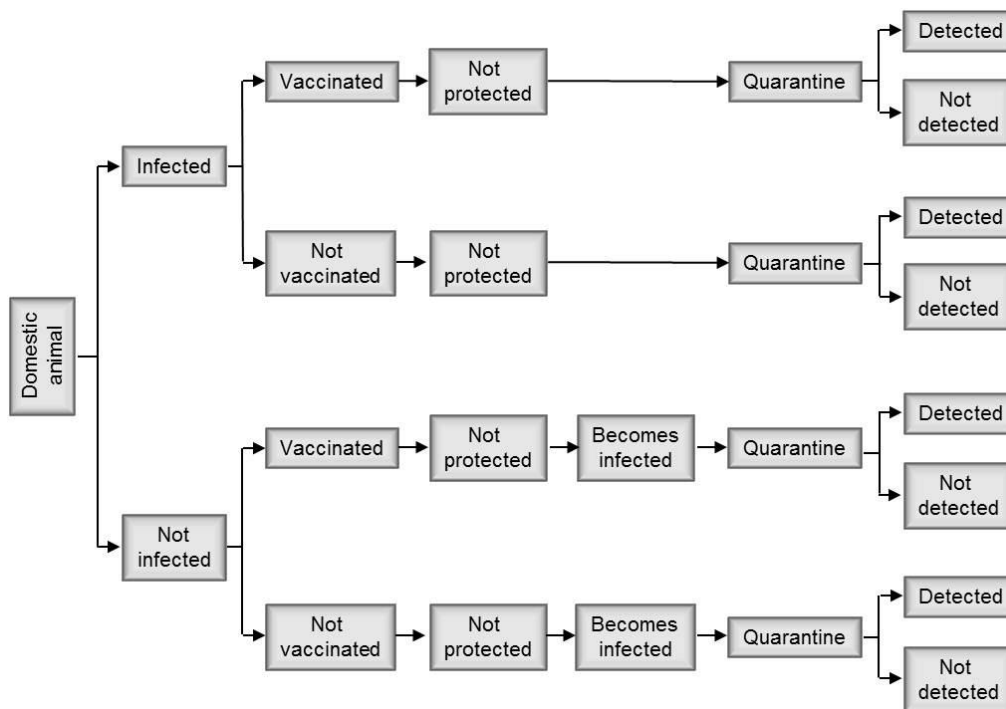 Detected
Vaccinated
Not
protected
Quarantine
Not
detected
Infected
Detected
Not
vaccinated
Not
protected
Quarantine
Not
detected
Domestic
animal
Detected
Vaccinated
Not
protected
Becomes
infected
Quarantine
Not
detected
Not
infected
Detected
Not
vaccinated
Not
protected
Becomes
infected
Quarantine
Not
detected